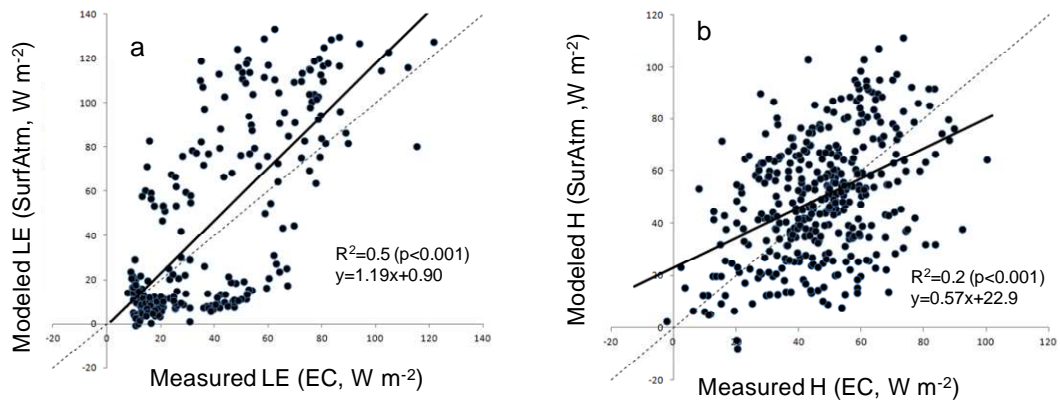 a
Modeled LE (SurfAtm, W m-2)
140
120
100
80
60
40
20
0
-20
-20 0 20 40 60 80 100 120 140
R2=0.5 (p<0.001)
y=1.19x+0.90
Measured LE (EC, W m-2)
b
Modeled H (SurAtm ,W m-2)
120
100
80
60
40
20
0
-20
-20 0 20 40 60 80 100 120
R2=0.2 (p<0.001)
y=0.57x+22.9
Measured H (EC, W m-2)